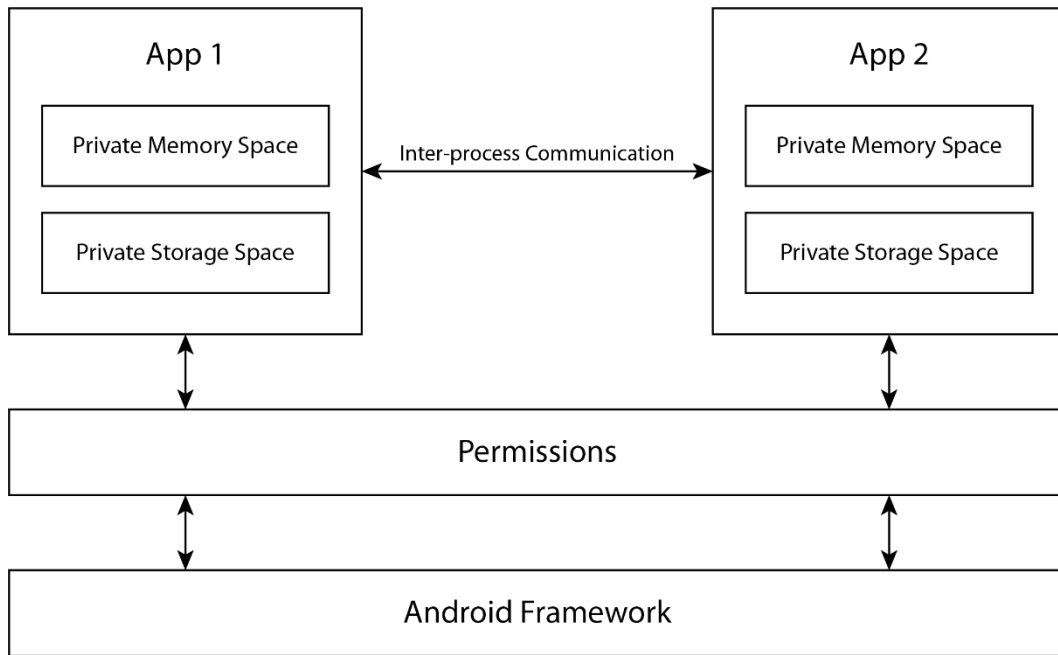 App 1
App 2
Private Memory Space
Inter-process Communication
Private Memory Space
Private Storage Space
Private Storage Space
Permissions
Android Framework